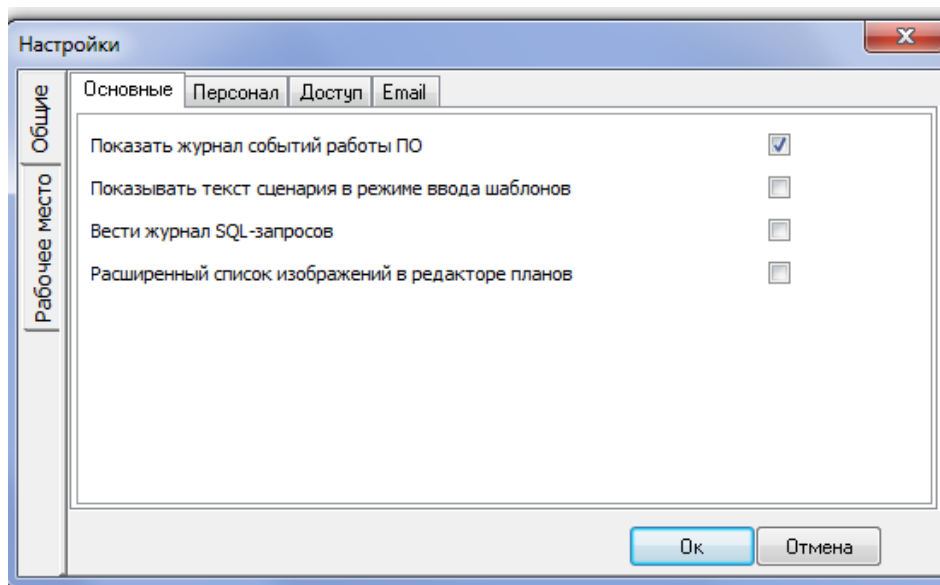 Настройки
Общие
Рабочее место
Основные Персонал Доступ Email
Показать журнал событий работы ПО
Показывать текст сценария в режиме ввода шаблонов
Вести журнал SQL-запросов
Расширенный список изображений в редакторе планов
Ок Отмена